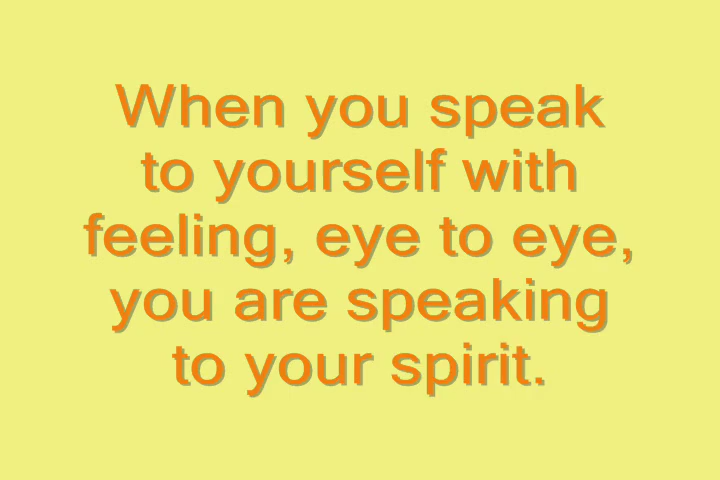 When you speak
to yourself with
feeling, eye to eye,
you are speaking
to your spirit.